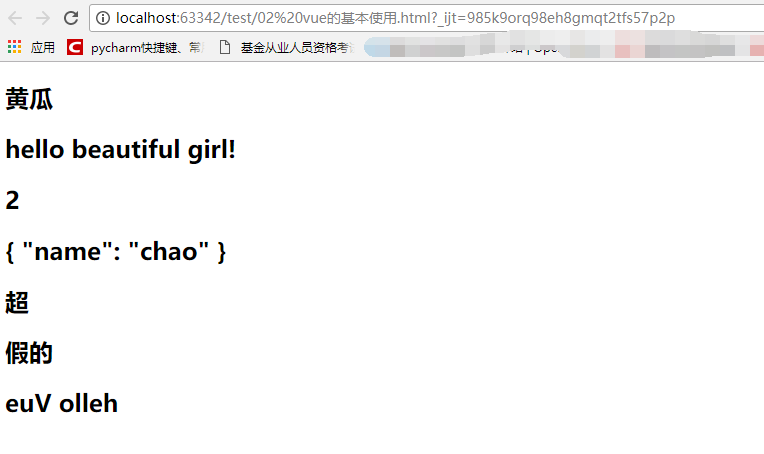 localhost:63342/test/02%20vue的基本使用.html?_ijt=985k9orq98eh8gmqt2tfs57p2p
应用 pycharm快捷键、常 基金从业人员资格考
黄瓜
hello beautiful girl!
2
{ "name": "chao" }
超
假的
euV olleh